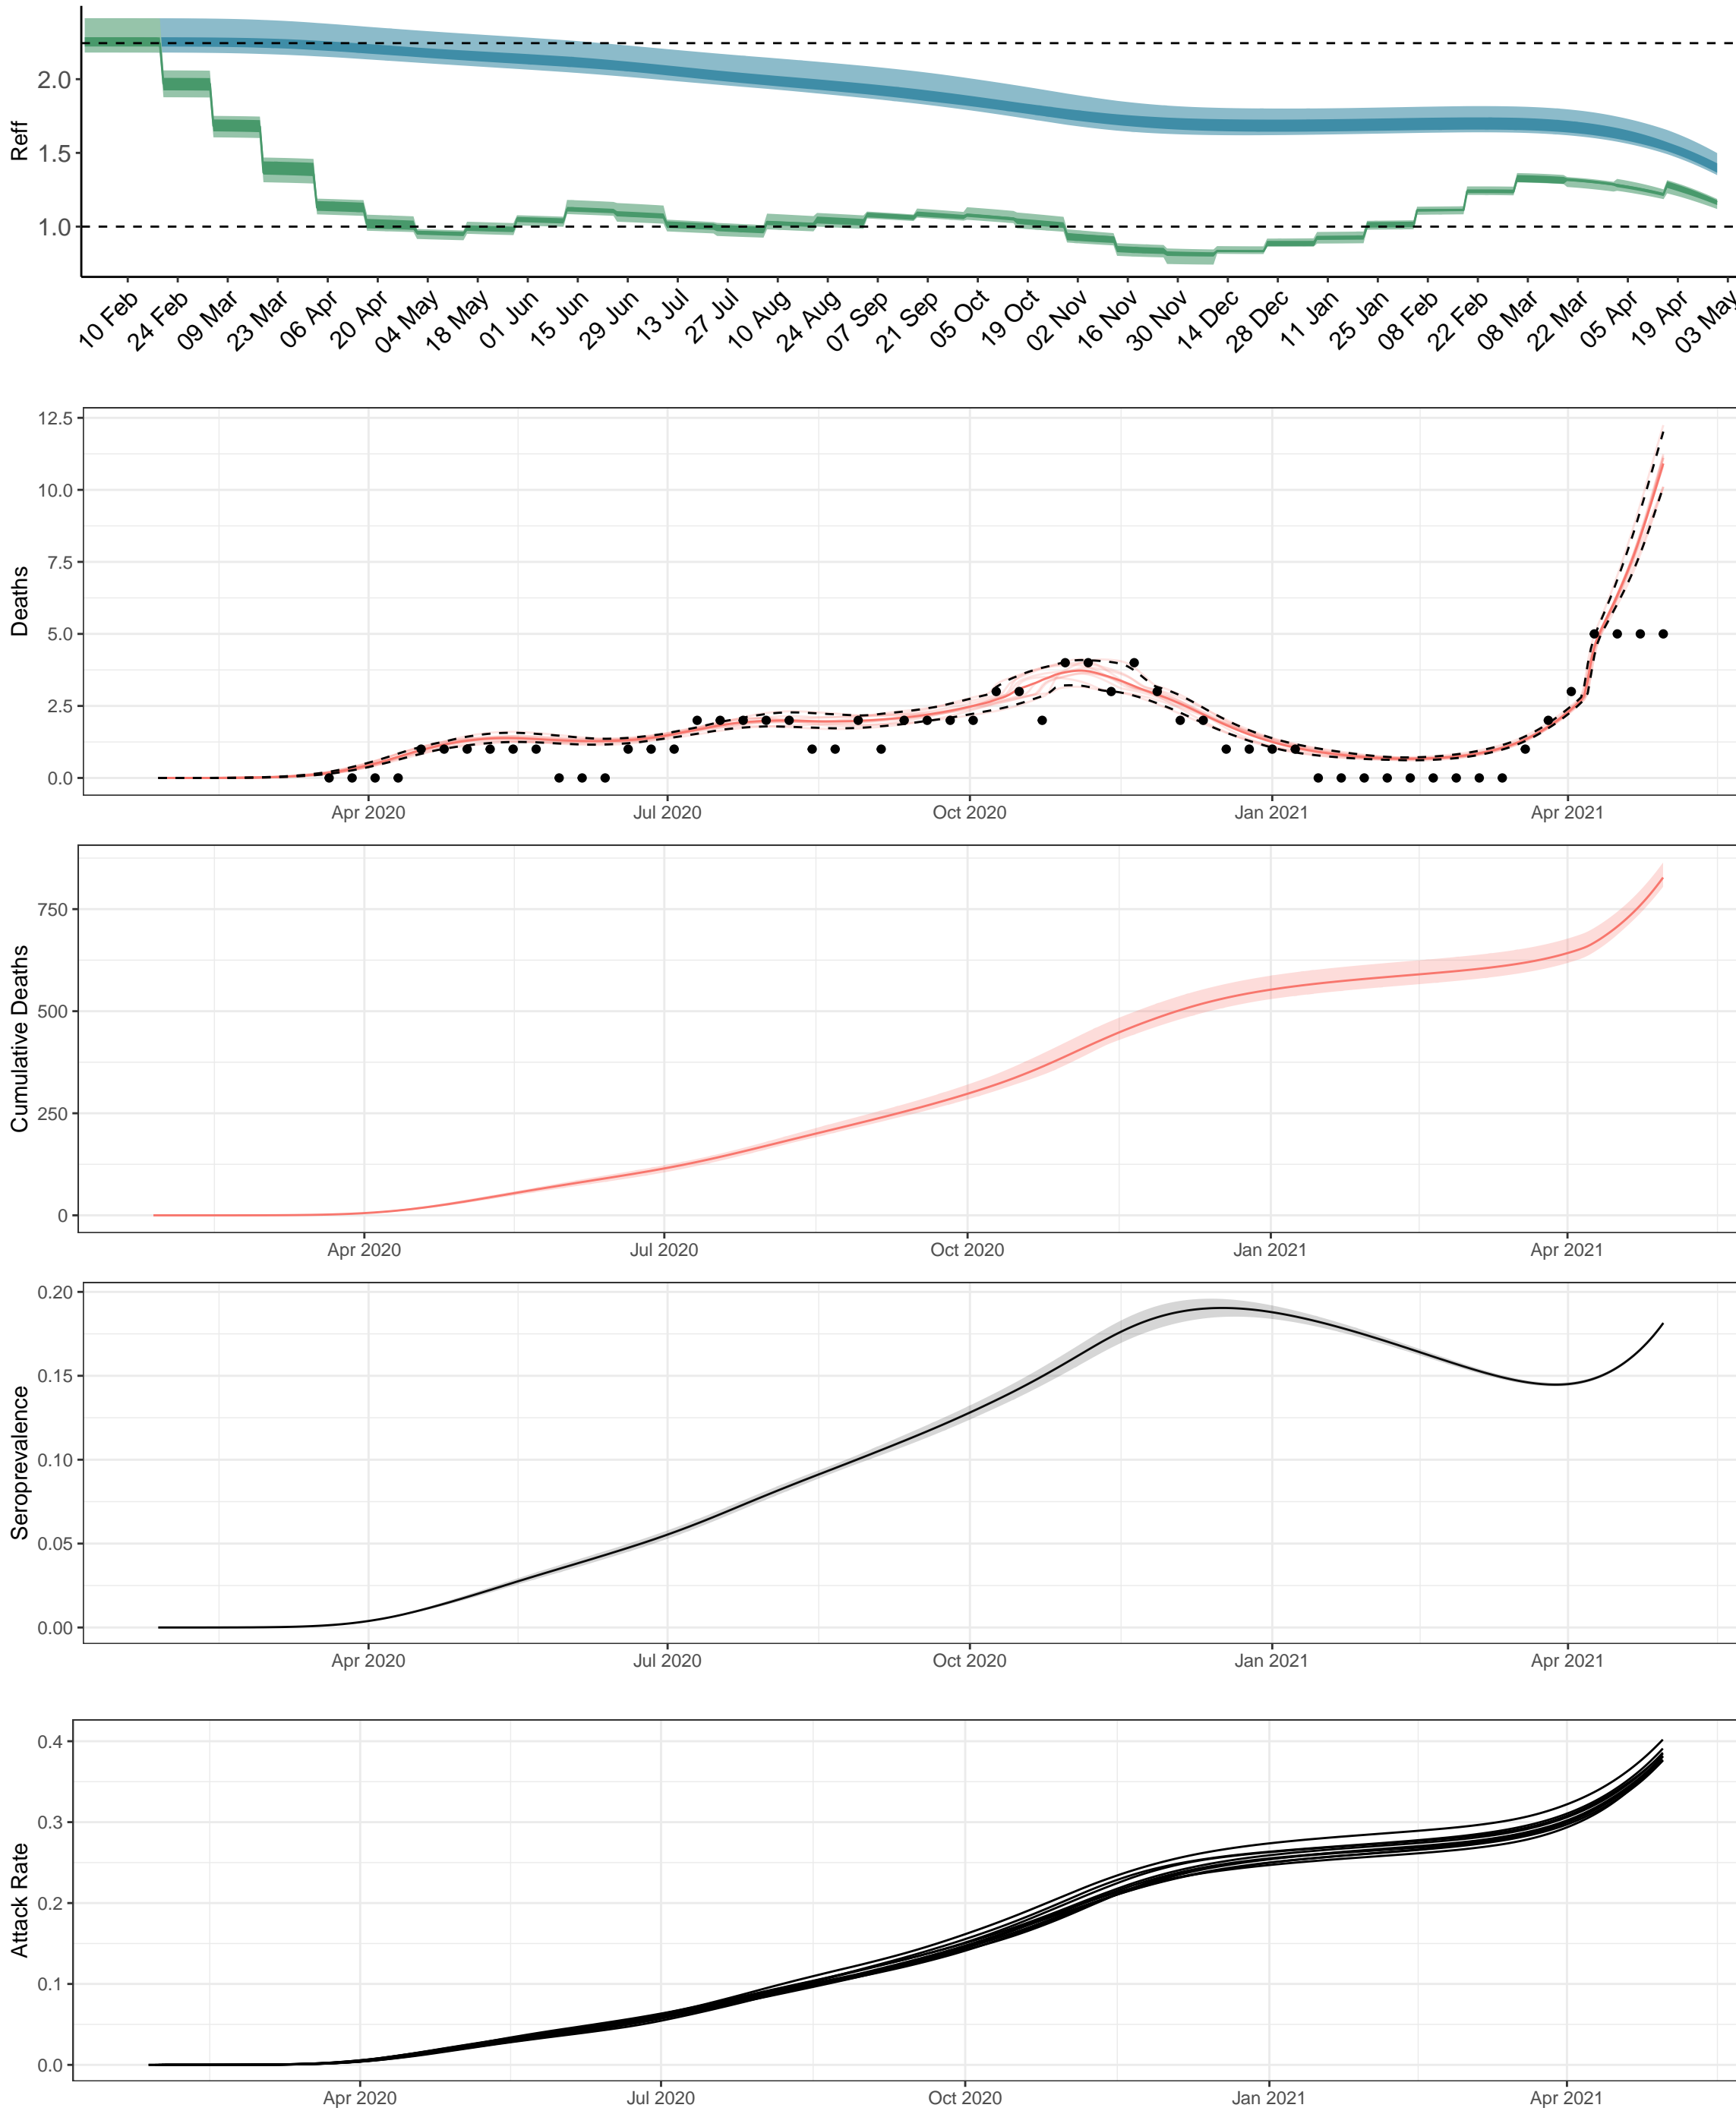 Reff
2.0
1.5
1.0
10 Feb
24 Feb
09 Mar
23 Mar
06 Apr
20 Apr
04 May
18 May
01 Jun
15 Jun
29 Jun
13 Jul
27 Jul
10 Aug
24 Aug
07 Sep
21 Sep
05 Oct
19 Oct
02 Nov
16 Nov
30 Nov
14 Dec
28 Dec
11 Jan
25 Jan
08 Feb
22 Feb
08 Mar
22 Mar
05 Apr
19 Apr
03 May
Deaths
12.5
10.0
7.5
5.0
2.5
0.0
Apr 2020
Jul 2020
Oct 2020
Jan 2021
Apr 2021
Cumulative Deaths
750
500
250
0
Apr 2020
Jul 2020
Oct 2020
Jan 2021
Apr 2021
Seroprevalence
0.20
0.15
0.10
0.05
0.00
Apr 2020
Jul 2020
Oct 2020
Jan 2021
Apr 2021
Attack Rate
0.4
0.3
0.2
0.1
0.0
Apr 2020
Jul 2020
Oct 2020
Jan 2021
Apr 2021